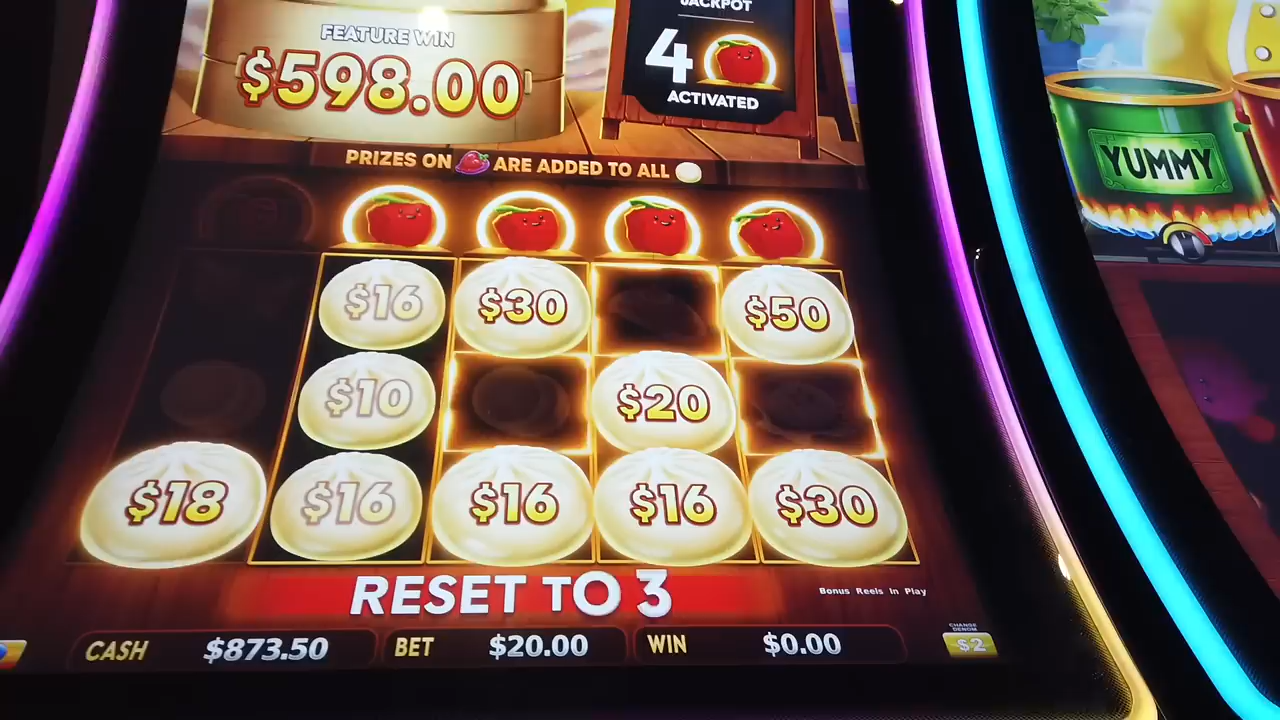 JACKPOT
4
ACTIVATED
FEATURE WIN
$598.00
YUMMY
PRIZES ON ARE ADDED TO ALL
$16 $30 $50
$10 $20
$18 $16 $16 $16 $30
RESET TO 3
Bonus Reels In Play
CASH $873.50 BET $20.00 WIN $0.00
CHANGE
DENOM
$2